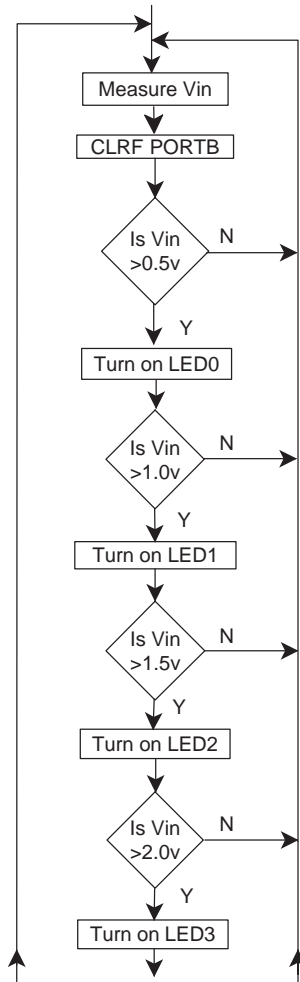 Measure Vin
CLRF PORTB
Is Vin
>0.5v
N
Y
Turn on LED0
Is Vin
>1.0v
N
Y
Turn on LED1
Is Vin
>1.5v
N
Y
Turn on LED2
Is Vin
>2.0v
N
Y
Turn on LED3